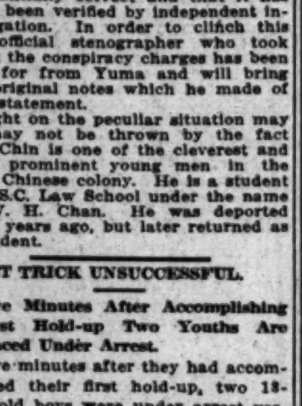 been verified by independent in-
gation. In order to clinch this
official stenographer who took
the conspiracy charges has been
for from Yuma and will bring
original notes which he made of
statement.
ght on the peculiar situation may
may not be thrown by the fact
Chin is one of the cleverest and
prominent young men in the
Chinese colony. He is a student
S.C. Law School under the name
H. Chan. He was deported
years ago, but later returned as
dent.
T TRICK UNSUCCESSFUL.
ve Minutes After Accomplishing
st Hold-up Two Youths Are
ced Under Arrest.
re minutes after they had accom-
ed their first hold-up, two 18-